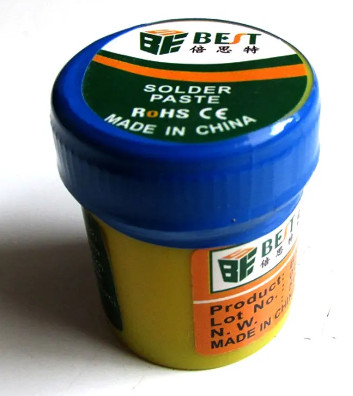 BEST
倍思特
SOLDER
PASTE
RoHS CE
MADE IN CHINA
BEST
倍思特
Product:
Lot No.
N. W.
MADE IN CHIN